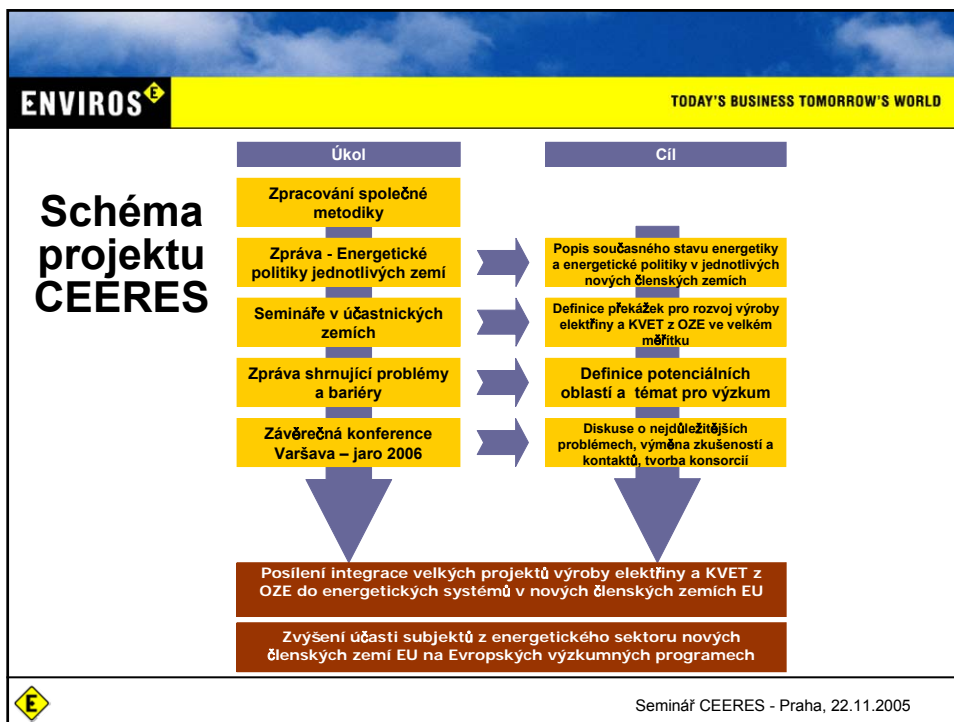 ENVIROS E
TODAY'S BUSINESS TOMORROW'S WORLD
Schéma
projektu
CEERES
Úkol
Cíl
Zpracování společné
metodiky
Zpráva - Energetické
politiky jednotlivých zemí
Popis současného stavu energetiky
a energetické politiky v jednotlivých
nových členských zemích
Semináře v účastnických
zemích
Definice překážek pro rozvoj výroby
elektřiny a KVET z OZE ve velkém
měřítku
Zpráva shrnující problémy
a bariéry
Definice potenciálních
oblastí a témat pro výzkum
Závěrečná konference
Varšava – jaro 2006
Diskuse o nejdůležitějších
problémech, výměna zkušeností a
kontaktů, tvorba konsorcií
Posílení integrace velkých projektů výroby elektřiny a KVET z
OZE do energetických systémů v nových členských zemích EU
Zvýšení účasti subjektů z energetického sektoru nových
členských zemí EU na Evropských výzkumných programech
E
Seminář CEERES - Praha, 22.11.2005